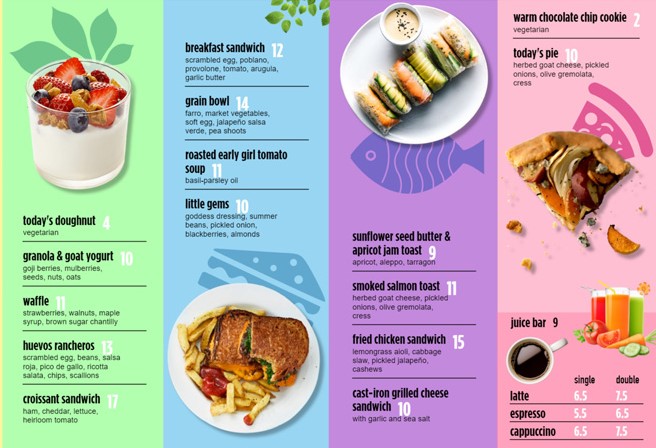 today's doughnut 4
vegetarian
granola & goat yogurt 10
goji berries, mulberries,
seeds, nuts, oats
waffle 11
strawberries, walnuts, maple
syrup, brown sugar chantilly
huevos rancheros 13
scrambled egg, beans, salsa
roja, pico de gallo, ricotta
salata, chips, scallions
croissant sandwich 17
ham, cheddar, lettuce,
heirloom tomato
breakfast sandwich 12
scrambled egg, poblano,
provolone, tomato, arugula,
garlic butter
grain bowl 14
farro, market vegetables,
soft egg, jalapeño salsa
verde, pea shoots
roasted early girl tomato
soup 11
basil-parsley oil
little gems 10
goddess dressing, summer
beans, pickled onion,
blackberries, almonds
sunflower seed butter &
apricot jam toast 9
apricot, aleppo, tarragon
smoked salmon toast 11
herbed goat cheese, pickled
onions, olive gremolata,
cress
fried chicken sandwich 15
lemongrass aioli, cabbage
slaw, pickled jalapeño,
cashews
cast-iron grilled cheese
sandwich 10
with garlic and sea salt
warm chocolate chip cookie 2
vegetarian
today's pie 10
herbed goat cheese, pickled
onions, olive gremolata,
cress
juice bar 9
single double
latte 6.5 7.5
espresso 5.5 6.5
cappuccino 6.5 7.5